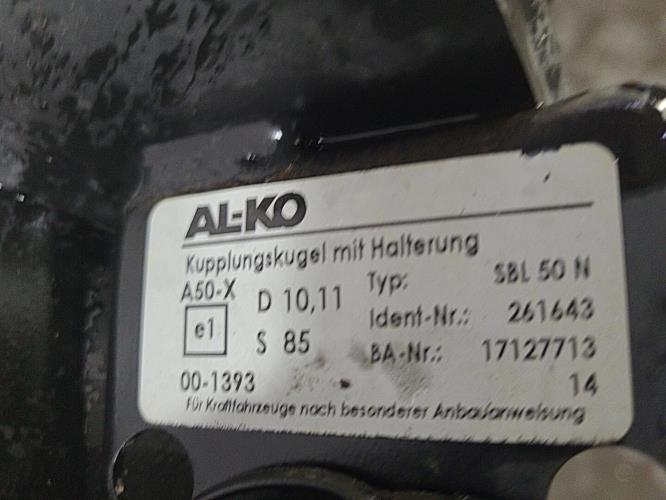 AL-KO
Kupplungskugel mit Halterung
A50-X D 10,11 Typ: SBL 50 N
e1 S 85 Ident-Nr.: 261643
BA-Nr.: 17127713
00-1393 14
Für Kraftfahrzeuge nach besonderer Anbauanweisung